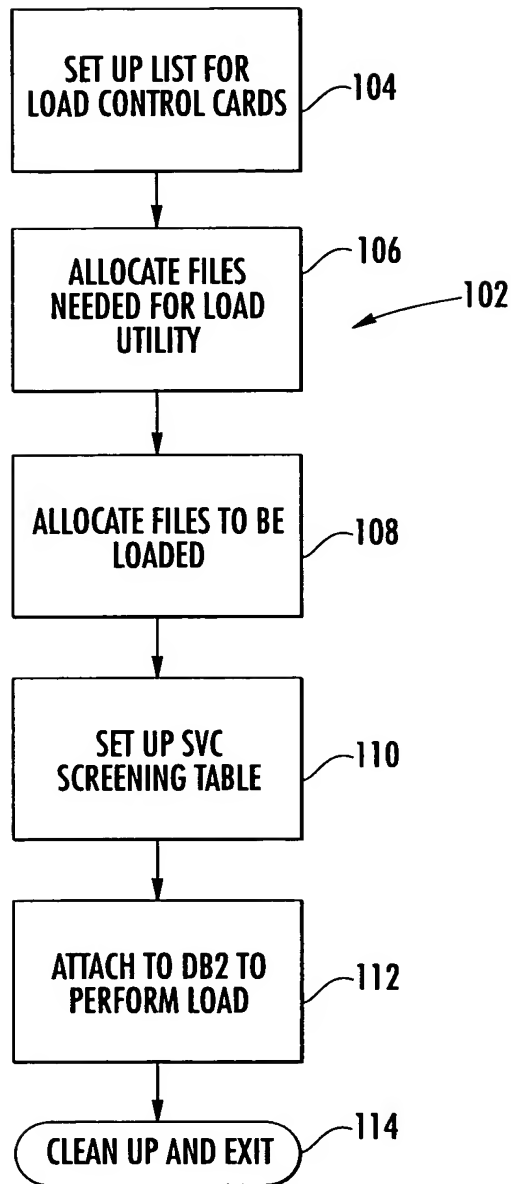 SET UP LIST FOR
LOAD CONTROL CARDS
104
ALLOCATE FILES
NEEDED FOR LOAD
UTILITY
106
102
ALLOCATE FILES TO BE
LOADED
108
SET UP SVC
SCREENING TABLE
110
ATTACH TO DB2 TO
PERFORM LOAD
112
CLEAN UP AND EXIT
114